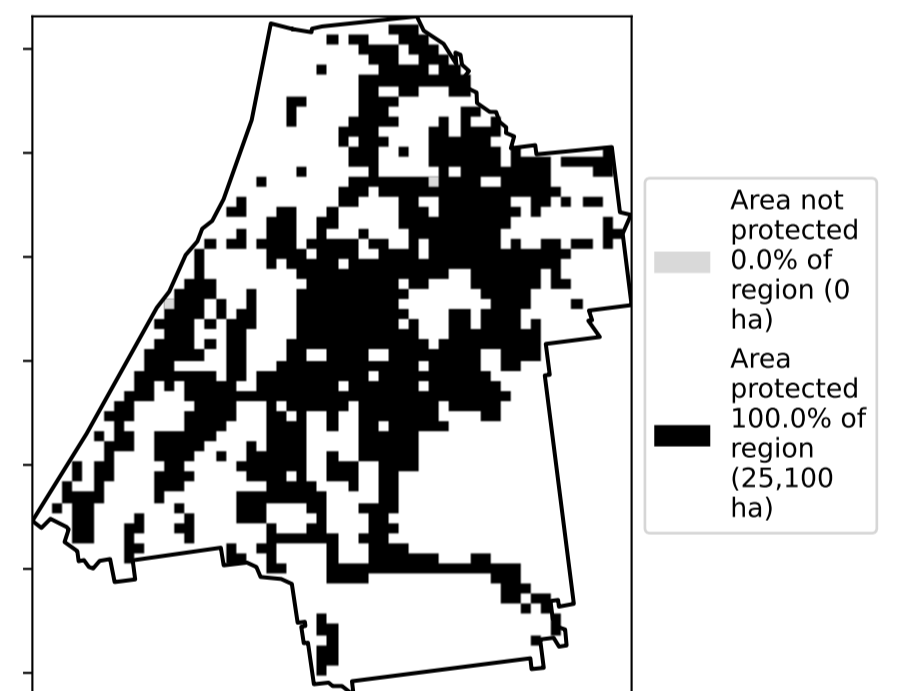 Area not
protected
0.0% of
region (0
ha)
Area
protected
100.0% of
region
(25,100
ha)